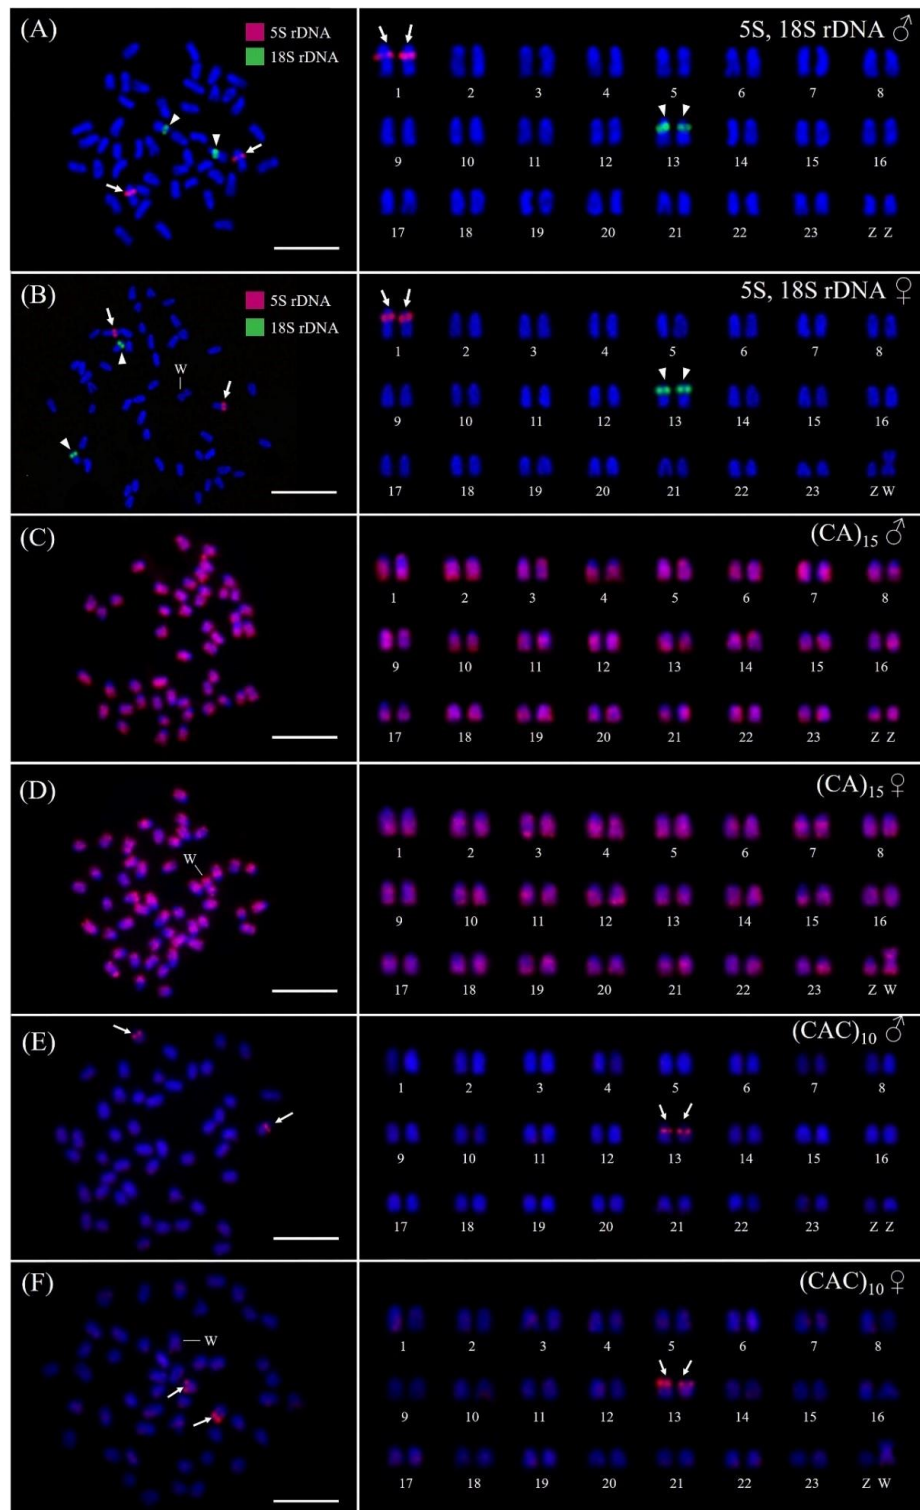 (A)
5S rDNA
18S rDNA
5S, 18S rDNA ♂
1 2 3 4 5 6 7 8
9 10 11 12 13 14 15 16
17 18 19 20 21 22 23 Z Z
(B)
5S rDNA
18S rDNA
W
5S, 18S rDNA ♀
1 2 3 4 5 6 7 8
9 10 11 12 13 14 15 16
17 18 19 20 21 22 23 Z W
(C)
(CA)₁₅ ♂
1 2 3 4 5 6 7 8
9 10 11 12 13 14 15 16
17 18 19 20 21 22 23 Z Z
(D)
W
(CA)₁₅ ♀
1 2 3 4 5 6 7 8
9 10 11 12 13 14 15 16
17 18 19 20 21 22 23 Z W
(E)
(CAC)₁₀ ♂
1 2 3 4 5 6 7 8
9 10 11 12 13 14 15 16
17 18 19 20 21 22 23 Z Z
(F)
W
(CAC)₁₀ ♀
1 2 3 4 5 6 7 8
9 10 11 12 13 14 15 16
17 18 19 20 21 22 23 Z W